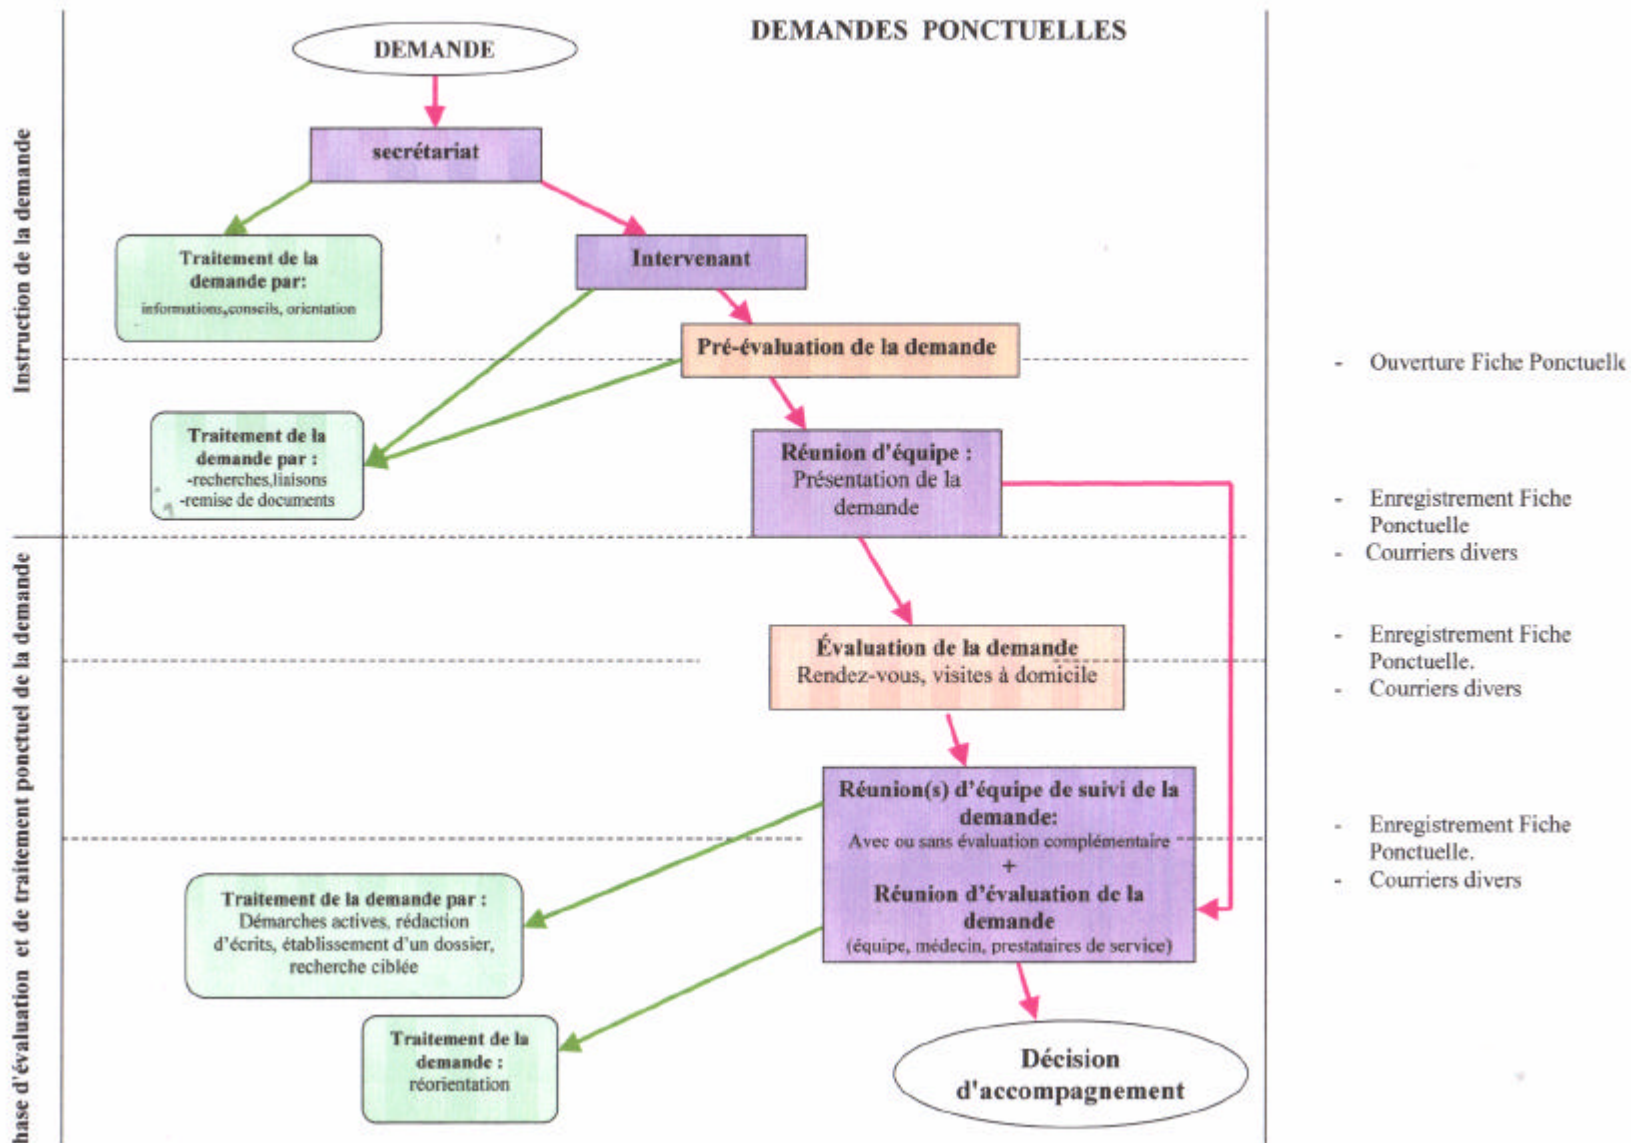 DEMANDES PONCTUELLES
DEMANDE
secrétariat
Instruction de la demande
Traitement de la
demande par:
informations,conseils, orientation
Intervenant
Pré-évaluation de la demande
- Ouverture Fiche Ponctuelle
Traitement de la
demande par :
-recherches,liaisons
-remise de documents
Réunion d'équipe :
Présentation de la
demande
- Enregistrement Fiche
Ponctuelle
- Courriers divers
hase d'évaluation et de traitement ponctuel de la demande
Évaluation de la demande
Rendez-vous, visites à domicile
- Enregistrement Fiche
Ponctuelle.
- Courriers divers
Réunion(s) d'équipe de suivi de la
demande:
Avec ou sans évaluation complémentaire
+
Réunion d'évaluation de la
demande
(équipe, médecin, prestataires de service)
- Enregistrement Fiche
Ponctuelle.
- Courriers divers
Traitement de la demande par :
Démarches actives, rédaction
d'écrits, établissement d'un dossier,
recherche ciblée
Traitement de la
demande :
réorientation
Décision
d'accompagnement